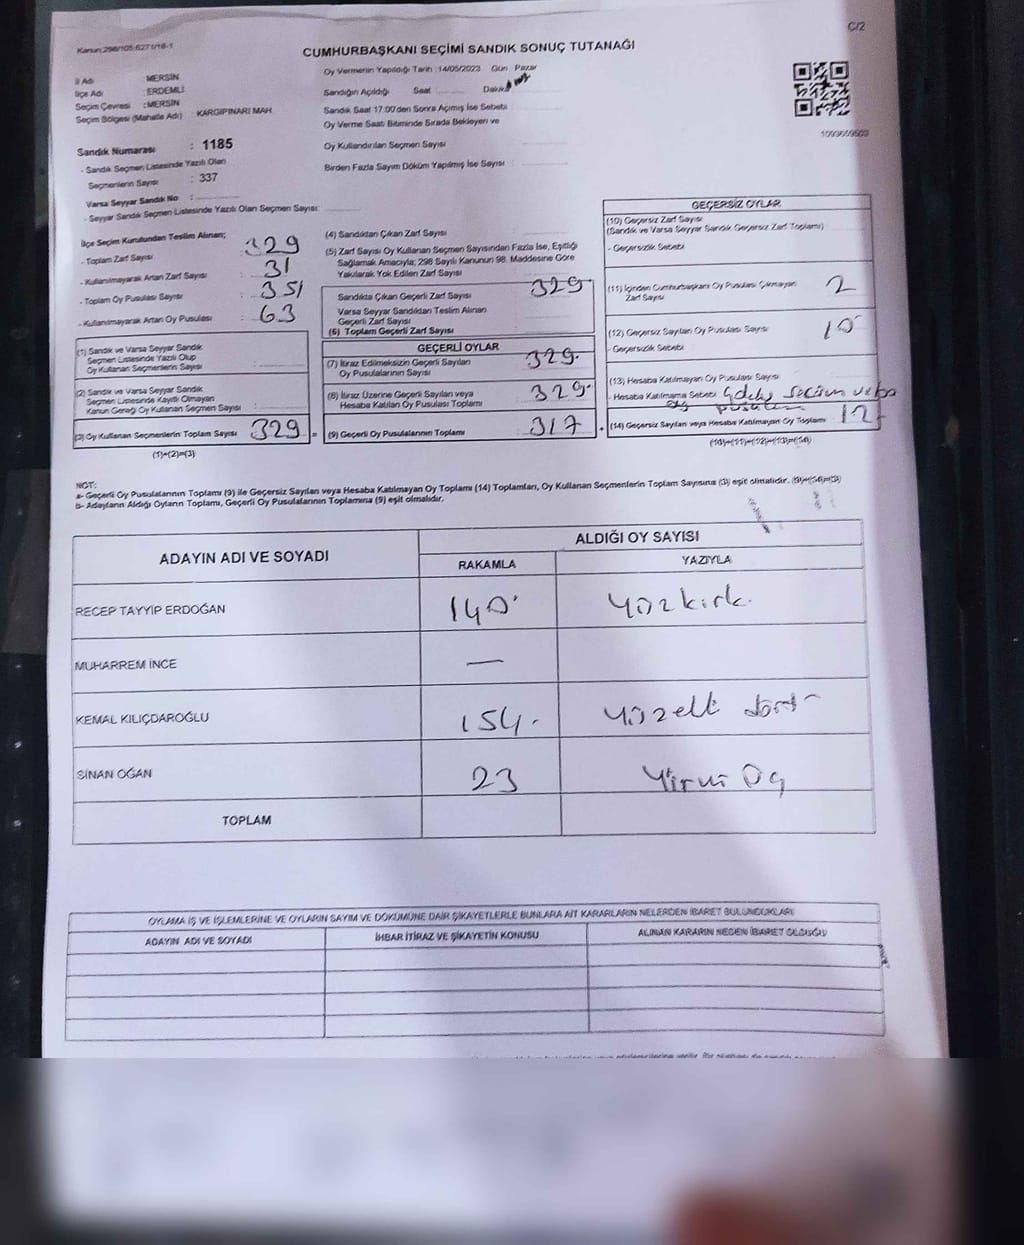 Kanun:298/105-6271/18-1
C/2
CUMHURBAŞKANI SEÇİMİ SANDIK SONUÇ TUTANAĞI
İl Adı : MERSİN
İlçe Adı : ERDEMLİ
Seçim Çevresi : MERSİN
Seçim Bölgesi (Mahalle Adı) KARGIPINARI MAH
Sandık Numarası : 1185
- Sandık Seçmen Listesinde Yazılı Olan
Seçmenlerin Sayısı : 337
Varsa Seyyar Sandık No :
- Seyyar Sandık Seçmen Listesinde Yazılı Olan Seçmen Sayısı:
Oy Vermenin Yapıldığı Tarih :14/05/2023 Gün : Pazar
Sandığın Açıldığı Saat Dakika
Sandık Saat 17:00'den Sonra Açılmış İse Sebebi :
Oy Verme Saati Bitiminde Sırada Bekleyen ve
Oy Kullandırılan Seçmen Sayısı :
Birden Fazla Sayım Döküm Yapılmış İse Sayısı :
İlçe Seçim Kurulundan Teslim Alınan;
- Toplam Zarf Sayısı : 329
- Kullanılmayarak Artan Zarf Sayısı : 31
- Toplam Oy Pusulası Sayısı : 351
- Kullanılmayarak Artan Oy Pusulası : 63
(1) Sandık ve Varsa Seyyar Sandık
Seçmen Listesinde Yazılı Olup
Oy Kullanan Seçmenlerin Sayısı :
(2) Sandık ve Varsa Seyyar Sandık
Seçmen Listesinde Kayıtlı Olmayan
Kanun Gereği Oy Kullanan Seçmen Sayısı :
(3) Oy Kullanan Seçmenlerin Toplam Sayısı 329 =
(1)+(2)=(3)
(4) Sandıktan Çıkan Zarf Sayısı :
(5) Zarf Sayısı Oy Kullanan Seçmen Sayısından Fazla İse, Eşitliği
Sağlamak Amacıyla; 298 Sayılı Kanunun 98. Maddesine Göre
Yakılarak Yok Edilen Zarf Sayısı :
Sandıkta Çıkan Geçerli Zarf Sayısı : 329
Varsa Seyyar Sandıktan Teslim Alınan
Geçerli Zarf Sayısı :
(6) Toplam Geçerli Zarf Sayısı :
GEÇERLİ OYLAR
(7) İtiraz Edilmeksizin Geçerli Sayılan
Oy Pusulalarının Sayısı : 329.
(8) İtiraz Üzerine Geçerli Sayılan veya
Hesaba Katılan Oy Pusulası Toplamı : 329.
(9) Geçerli Oy Pusulalarının Toplamı : 317 +
GEÇERSİZ OYLAR
(10) Geçersiz Zarf Sayısı
(Sandık ve Varsa Seyyar Sandık Geçersiz Zarf Toplamı) :
- Geçersizlik Sebebi :
(11) İçinden Cumhurbaşkanı Oy Pusulası Çıkmayan
Zarf Sayısı : 2
(12) Geçersiz Sayılan Oy Pusulası Sayısı : 10
- Geçersizlik Sebebi :
(13) Hesaba Katılmayan Oy Pusulası Sayısı :
- Hesaba Katılmama Sebebi
(14) Geçersiz Sayılan veya Hesaba Katılmayan Oy Toplamı : 12
(10)+(11)+(12)+(13)=(14)
NOT:
a- Geçerli Oy Pusulalarının Toplamı (9) ile Geçersiz Sayılan veya Hesaba Katılmayan Oy Toplamı (14) Toplamları, Oy Kullanan Seçmenlerin Toplam Sayısına (3) eşit olmalıdır. (9)+(14)=(3)
b- Adayların Aldığı Oyların Toplamı, Geçerli Oy Pusulalarının Toplamına (9) eşit olmalıdır.
ADAYIN ADI VE SOYADI
ALDIĞI OY SAYISI
RAKAMLA YAZIYLA
RECEP TAYYİP ERDOĞAN 140 Yüzkırk.
MUHARREM İNCE —
KEMAL KILIÇDAROĞLU 154. Yüzelli dört
SİNAN OĞAN 23 Yirmi üç
TOPLAM
OYLAMA İŞ VE İŞLEMLERİNE VE OYLARIN SAYIM VE DÖKÜMÜNE DAİR ŞİKAYETLERLE BUNLARA AİT KARARLARIN NELERDEN İBARET BULUNDUKLARI
ADAYIN ADI VE SOYADI İHBAR İTİRAZ VE ŞİKAYETİN KONUSU ALINAN KARARIN NEDEN İBARET OLDUĞU